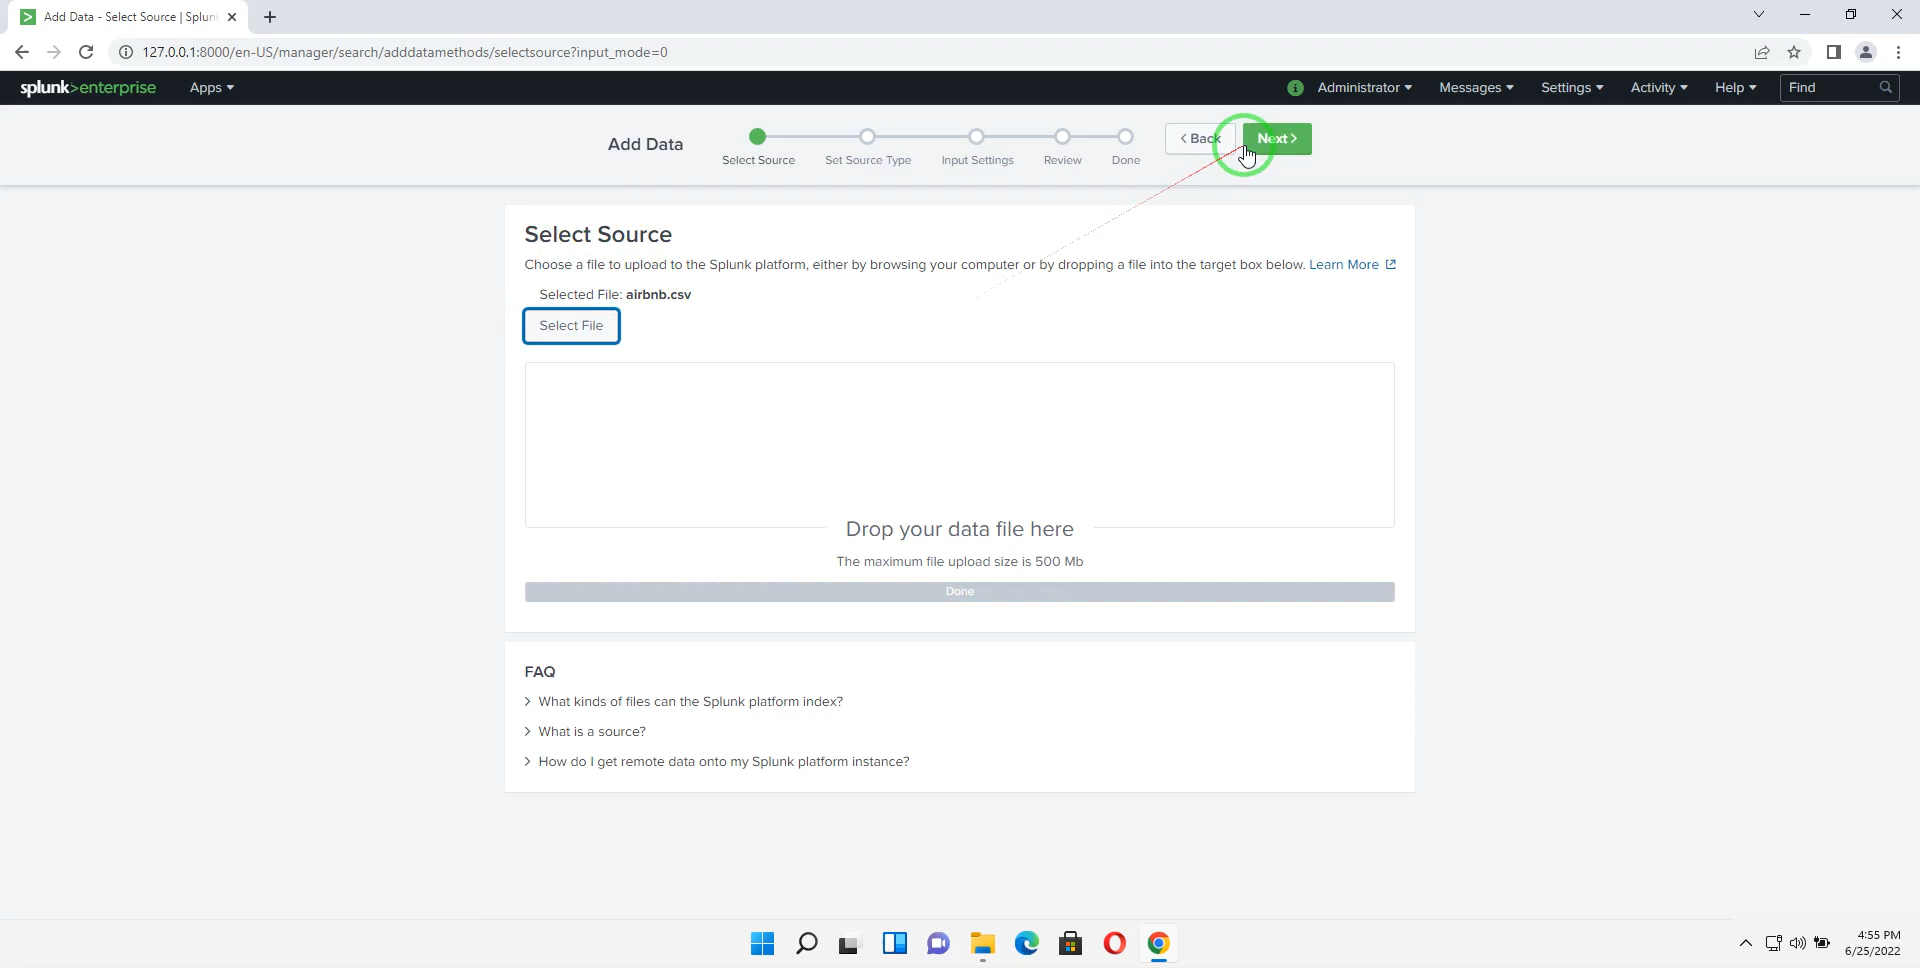 Add Data - Select Source | Splun
127.0.0.1:8000/en-US/manager/search/adddatamethods/selectsource?input_mode=0
splunk>enterprise Apps Administrator Messages Settings Activity Help Find
Add Data
Select Source Set Source Type Input Settings Review Done
< Back Next >
Select Source
Choose a file to upload to the Splunk platform, either by browsing your computer or by dropping a file into the target box below. Learn More
Selected File: airbnb.csv
Select File
Drop your data file here
The maximum file upload size is 500 Mb
Done
FAQ
> What kinds of files can the Splunk platform index?
> What is a source?
> How do I get remote data onto my Splunk platform instance?
4:55 PM
6/25/2022